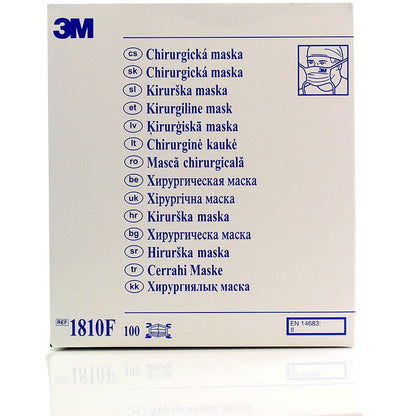 3M
cs Chirurgická maska
sk Chirurgická maska
sl Kirurška maska
et Kirurgiline mask
lv Ķirurģiskā maska
lt Chirurginė kaukė
ro Mască chirurgicală
be Хирургическая маска
uk Хірургічна маска
hr Kirurška maska
bg Хирургическа маска
sr Hirurška maska
tr Cerrahi Maske
kk Хирургиялық маска
REF 1810F 100
EN 14683:
II